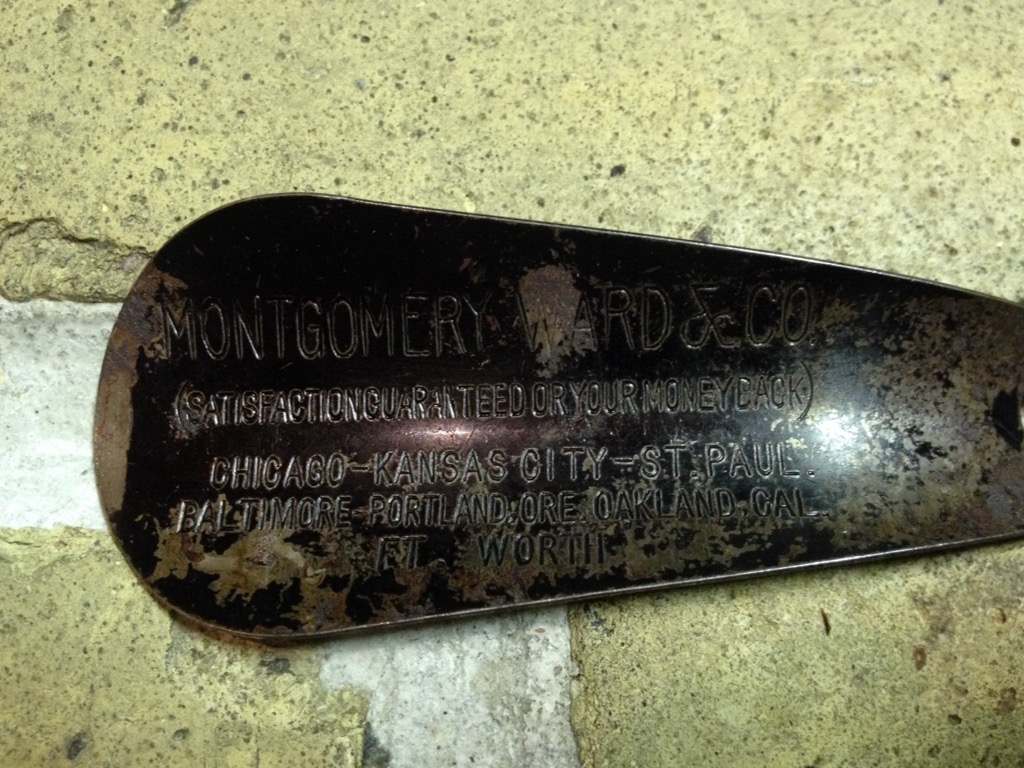 MONTGOMERY WARD & CO.
(SATISFACTION GUARANTEED OR YOUR MONEY BACK)
CHICAGO-KANSAS CITY-ST. PAUL.
BALTIMORE-PORTLAND, ORE. OAKLAND, CAL.
FT. WORTH